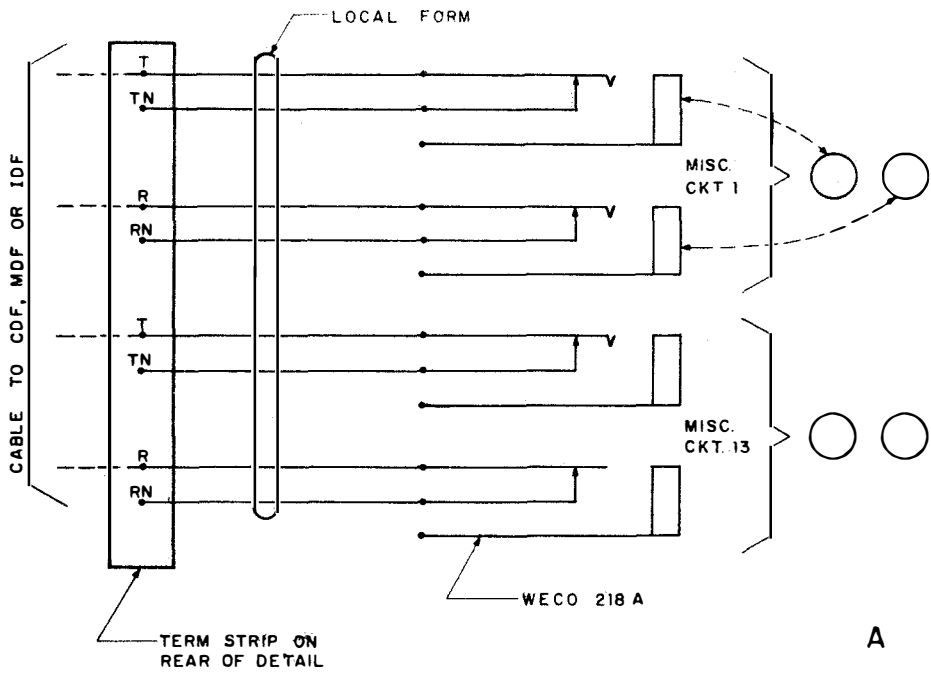 LOCAL FORM
T
TN
R
RN
T
TN
R
RN
CABLE TO CDF, MDF OR IDF
MISC.
CKT. 1
MISC.
CKT. 13
WECO 218 A
TERM STRIP ON
REAR OF DETAIL
A